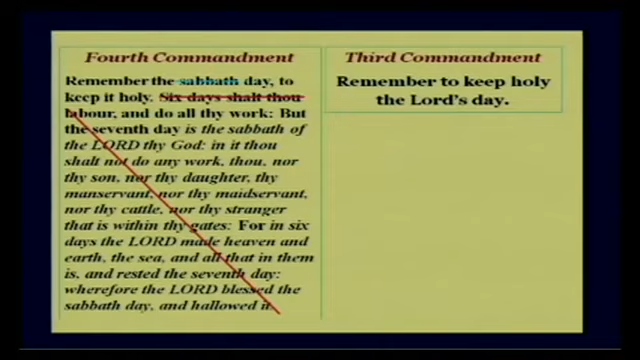 Fourth Commandment
Remember the sabbath day, to
keep it holy. Six days shalt thou
labour, and do all thy work: But
the seventh day is the sabbath of
the LORD thy God: in it thou
shalt not do any work, thou, nor
thy son, nor thy daughter, thy
manservant, nor thy maidservant,
nor thy cattle, nor thy stranger
that is within thy gates: For in six
days the LORD made heaven and
earth, the sea, and all that in them
is, and rested the seventh day:
wherefore the LORD blessed the
sabbath day, and hallowed it.
Third Commandment
Remember to keep holy
the Lord's day.